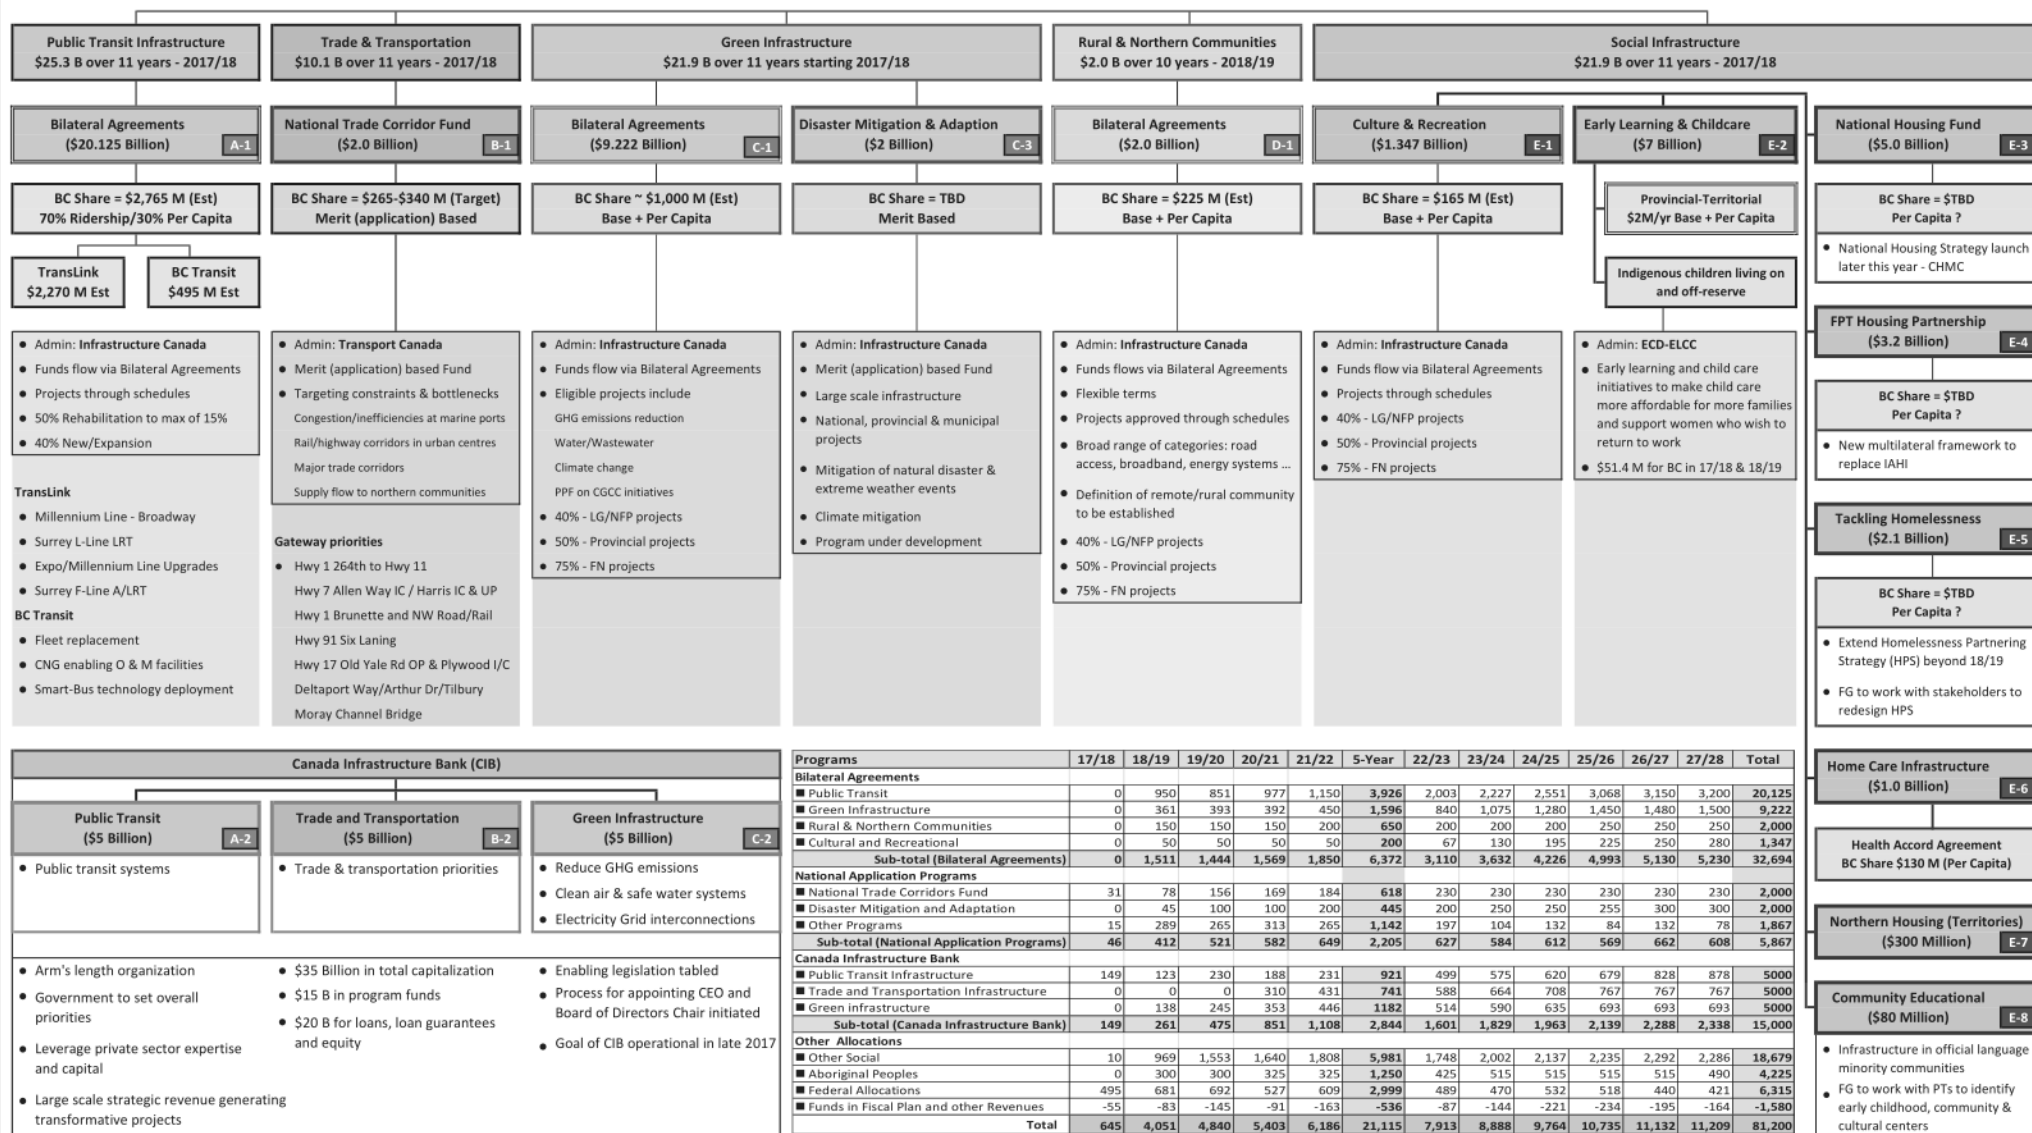 Public Transit Infrastructure
$25.3 B over 11 years - 2017/18
Trade & Transportation
$10.1 B over 11 years - 2017/18
Green Infrastructure
$21.9 B over 11 years starting 2017/18
Rural & Northern Communities
$2.0 B over 10 years - 2018/19
Social Infrastructure
$21.9 B over 11 years - 2017/18
Bilateral Agreements
($20.125 Billion)
A-1
BC Share = $2,765 M (Est)
70% Ridership/30% Per Capita
TransLink
$2,270 M Est
BC Transit
$495 M Est
● Admin: Infrastructure Canada
● Funds flow via Bilateral Agreements
● Projects through schedules
● 50% Rehabilitation to max of 15%
● 40% New/Expansion
TransLink
● Millennium Line - Broadway
● Surrey L-Line LRT
● Expo/Millennium Line Upgrades
● Surrey F-Line A/LRT
BC Transit
● Fleet replacement
● CNG enabling O & M facilities
● Smart-Bus technology deployment
National Trade Corridor Fund
($2.0 Billion)
B-1
BC Share = $265-$340 M (Target)
Merit (application) Based
● Admin: Transport Canada
● Merit (application) based Fund
● Targeting constraints & bottlenecks
Congestion/inefficiencies at marine ports
Rail/highway corridors in urban centres
Major trade corridors
Supply flow to northern communities
Gateway priorities
● Hwy 1 264th to Hwy 11
Hwy 7 Allen Way IC / Harris IC & UP
Hwy 1 Brunette and NW Road/Rail
Hwy 91 Six Laning
Hwy 17 Old Yale Rd OP & Plywood I/C
Deltaport Way/Arthur Dr/Tilbury
Moray Channel Bridge
Bilateral Agreements
($9.222 Billion)
C-1
BC Share ~ $1,000 M (Est)
Base + Per Capita
● Admin: Infrastructure Canada
● Funds flow via Bilateral Agreements
● Eligible projects include
GHG emissions reduction
Water/Wastewater
Climate change
PPF on CGCC initiatives
● 40% - LG/NFP projects
● 50% - Provincial projects
● 75% - FN projects
Disaster Mitigation & Adaption
($2 Billion)
C-3
BC Share = TBD
Merit Based
● Admin: Infrastructure Canada
● Merit (application) based Fund
● Large scale infrastructure
● National, provincial & municipal
projects
● Mitigation of natural disaster &
extreme weather events
● Climate mitigation
● Program under development
Bilateral Agreements
($2.0 Billion)
D-1
BC Share = $225 M (Est)
Base + Per Capita
● Admin: Infrastructure Canada
● Funds flows via Bilateral Agreements
● Flexible terms
● Projects approved through schedules
● Broad range of categories: road
access, broadband, energy systems ...
● Definition of remote/rural community
to be established
● 40% - LG/NFP projects
● 50% - Provincial projects
● 75% - FN projects
Culture & Recreation
($1.347 Billion)
E-1
BC Share = $165 M (Est)
Base + Per Capita
● Admin: Infrastructure Canada
● Funds flow via Bilateral Agreements
● Projects through schedules
● 40% - LG/NFP projects
● 50% - Provincial projects
● 75% - FN projects
Early Learning & Childcare
($7 Billion)
E-2
Provincial-Territorial
$2M/yr Base + Per Capita
Indigenous children living on
and off-reserve
● Admin: ECD-ELCC
● Early learning and child care
initiatives to make child care
more affordable for more families
and support women who wish to
return to work
● $51.4 M for BC in 17/18 & 18/19
National Housing Fund
($5.0 Billion)
E-3
BC Share = $TBD
Per Capita ?
● National Housing Strategy launch
later this year - CHMC
FPT Housing Partnership
($3.2 Billion)
E-4
BC Share = $TBD
Per Capita ?
● New multilateral framework to
replace IAHI
Tackling Homelessness
($2.1 Billion)
E-5
BC Share = $TBD
Per Capita ?
● Extend Homelessness Partnering
Strategy (HPS) beyond 18/19
● FG to work with stakeholders to
redesign HPS
Home Care Infrastructure
($1.0 Billion)
E-6
Health Accord Agreement
BC Share $130 M (Per Capita)
Northern Housing (Territories)
($300 Million)
E-7
Community Educational
($80 Million)
E-8
● Infrastructure in official language
minority communities
● FG to work with PTs to identify
early childhood, community &
cultural centers
Canada Infrastructure Bank (CIB)
Public Transit
($5 Billion)
A-2
● Public transit systems
Trade and Transportation
($5 Billion)
B-2
● Trade & transportation priorities
Green Infrastructure
($5 Billion)
C-2
● Reduce GHG emissions
● Clean air & safe water systems
● Electricity Grid interconnections
● Arm's length organization
● Government to set overall
priorities
● Leverage private sector expertise
and capital
● Large scale strategic revenue generating
transformative projects
● $35 Billion in total capitalization
● $15 B in program funds
● $20 B for loans, loan guarantees
and equity
● Enabling legislation tabled
● Process for appointing CEO and
Board of Directors Chair initiated
● Goal of CIB operational in late 2017
Programs 17/18 18/19 19/20 20/21 21/22 5-Year 22/23 23/24 24/25 25/26 26/27 27/28 Total
Bilateral Agreements
■ Public Transit 0 950 851 977 1,150 3,926 2,003 2,227 2,551 3,068 3,150 3,200 20,125
■ Green Infrastructure 0 361 393 392 450 1,596 840 1,075 1,280 1,450 1,480 1,500 9,222
■ Rural & Northern Communities 0 150 150 150 200 650 200 200 200 250 250 250 2,000
■ Cultural and Recreational 0 50 50 50 50 200 67 130 195 225 250 280 1,347
Sub-total (Bilateral Agreements) 0 1,511 1,444 1,569 1,850 6,372 3,110 3,632 4,226 4,993 5,130 5,230 32,694
National Application Programs
■ National Trade Corridors Fund 31 78 156 169 184 618 230 230 230 230 230 230 2,000
■ Disaster Mitigation and Adaptation 0 45 100 100 200 445 200 250 250 255 300 300 2,000
■ Other Programs 15 289 265 313 265 1,142 197 104 132 84 132 78 1,867
Sub-total (National Application Programs) 46 412 521 582 649 2,205 627 584 612 569 662 608 5,867
Canada Infrastructure Bank
■ Public Transit Infrastructure 149 123 230 188 231 921 499 575 620 679 828 878 5000
■ Trade and Transportation Infrastructure 0 0 0 310 431 741 588 664 708 767 767 767 5000
■ Green infrastructure 0 138 245 353 446 1182 514 590 635 693 693 693 5000
Sub-total (Canada Infrastructure Bank) 149 261 475 851 1,108 2,844 1,601 1,829 1,963 2,139 2,288 2,338 15,000
Other Allocations
■ Other Social 10 969 1,553 1,640 1,808 5,981 1,748 2,002 2,137 2,235 2,292 2,286 18,679
■ Aboriginal Peoples 0 300 300 325 325 1,250 425 515 515 515 515 490 4,225
■ Federal Allocations 495 681 692 527 609 2,999 489 470 532 518 440 421 6,315
■ Funds in Fiscal Plan and other Revenues -55 -83 -145 -91 -163 -536 -87 -144 -221 -234 -195 -164 -1,580
Total 645 4,051 4,840 5,403 6,186 21,115 7,913 8,888 9,764 10,735 11,132 11,209 81,200